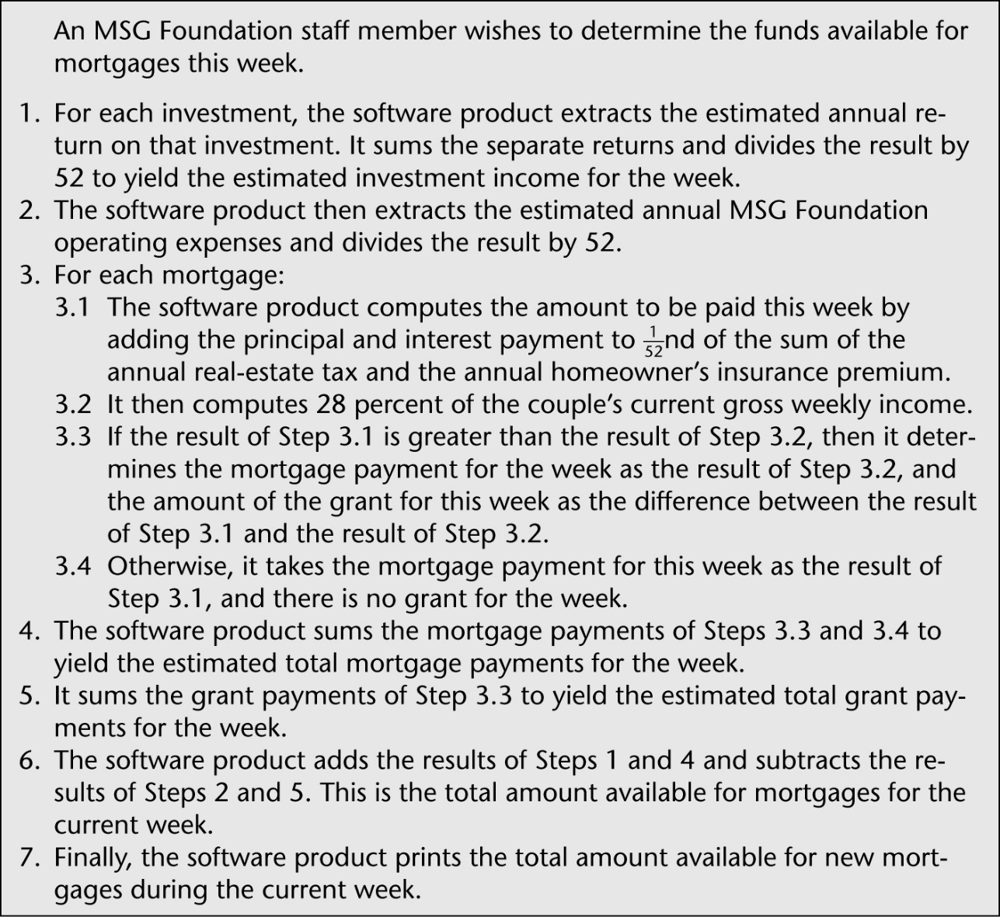 An MSG Foundation staff member wishes to determine the funds available for
mortgages this week.
1. For each investment, the software product extracts the estimated annual re-
turn on that investment. It sums the separate returns and divides the result by
52 to yield the estimated investment income for the week.
2. The software product then extracts the estimated annual MSG Foundation
operating expenses and divides the result by 52.
3. For each mortgage:
3.1 The software product computes the amount to be paid this week by
adding the principal and interest payment to 1/52nd of the sum of the
annual real-estate tax and the annual homeowner’s insurance premium.
3.2 It then computes 28 percent of the couple’s current gross weekly income.
3.3 If the result of Step 3.1 is greater than the result of Step 3.2, then it deter-
mines the mortgage payment for the week as the result of Step 3.2, and
the amount of the grant for this week as the difference between the result
of Step 3.1 and the result of Step 3.2.
3.4 Otherwise, it takes the mortgage payment for this week as the result of
Step 3.1, and there is no grant for the week.
4. The software product sums the mortgage payments of Steps 3.3 and 3.4 to
yield the estimated total mortgage payments for the week.
5. It sums the grant payments of Step 3.3 to yield the estimated total grant pay-
ments for the week.
6. The software product adds the results of Steps 1 and 4 and subtracts the re-
sults of Steps 2 and 5. This is the total amount available for mortgages for the
current week.
7. Finally, the software product prints the total amount available for new mort-
gages during the current week.